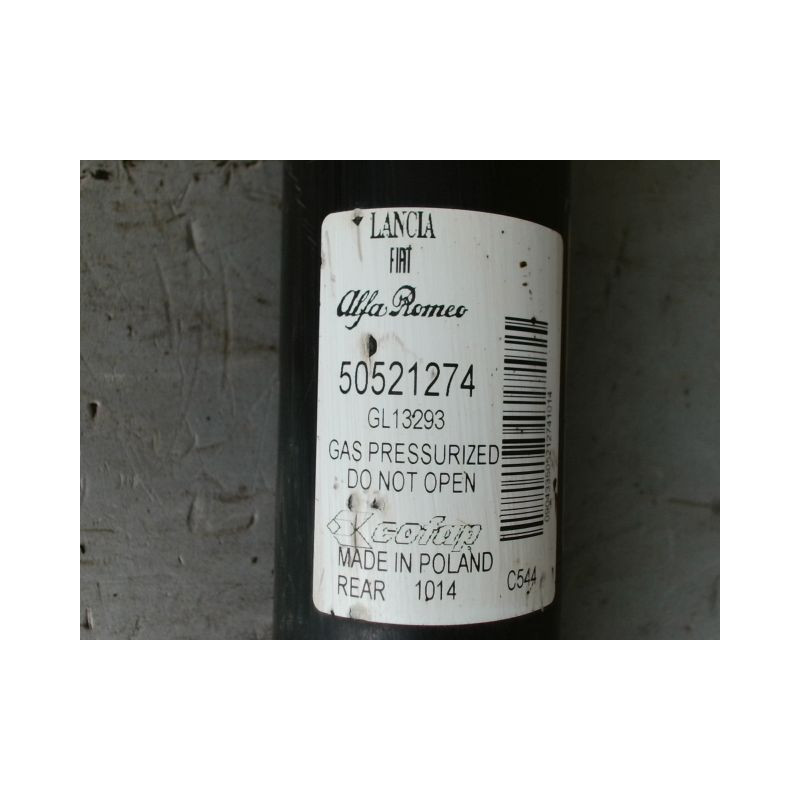 LANCIA
FIAT
Alfa Romeo
50521274
GL13293
GAS PRESSURIZED
DO NOT OPEN
cofap
MADE IN POLAND
REAR 1014
C544